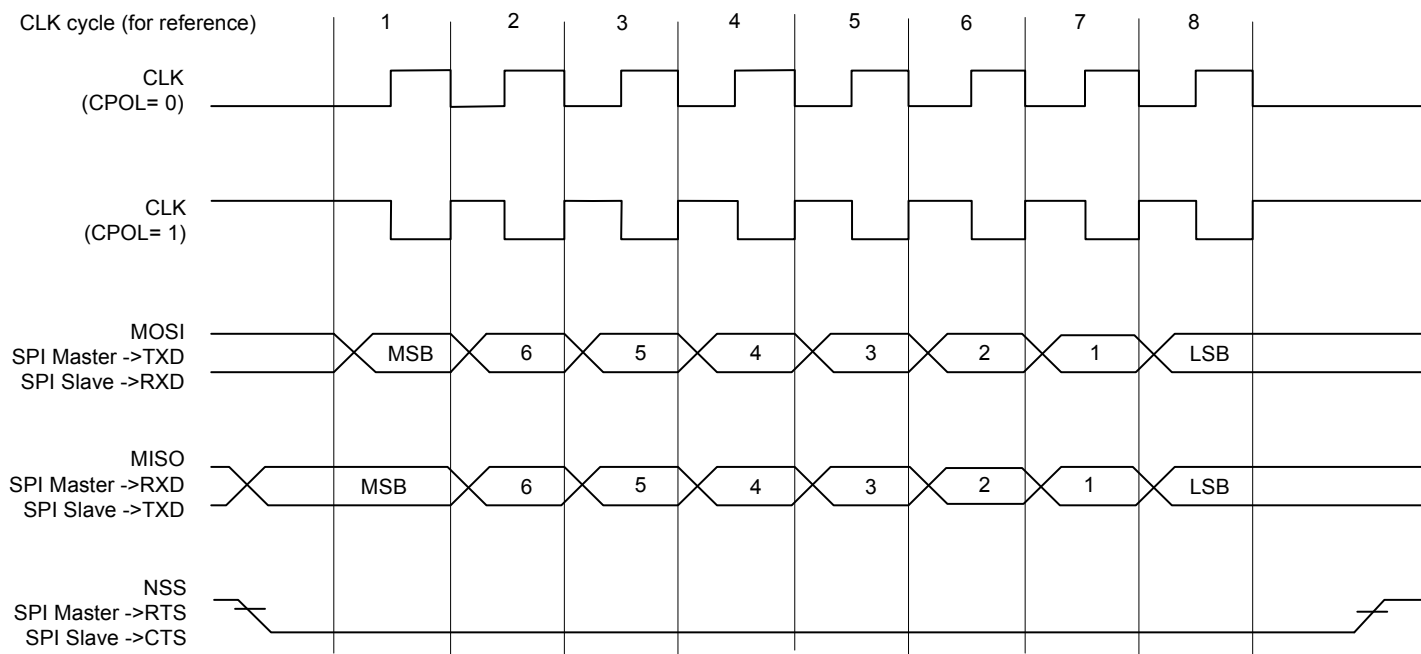 CLK cycle (for reference) 1 2 3 4 5 6 7 8
CLK
(CPOL= 0)
CLK
(CPOL= 1)
MOSI
SPI Master ->TXD
SPI Slave ->RXD
MSB 6 5 4 3 2 1 LSB
MISO
SPI Master ->RXD
SPI Slave ->TXD
MSB 6 5 4 3 2 1 LSB
NSS
SPI Master ->RTS
SPI Slave ->CTS